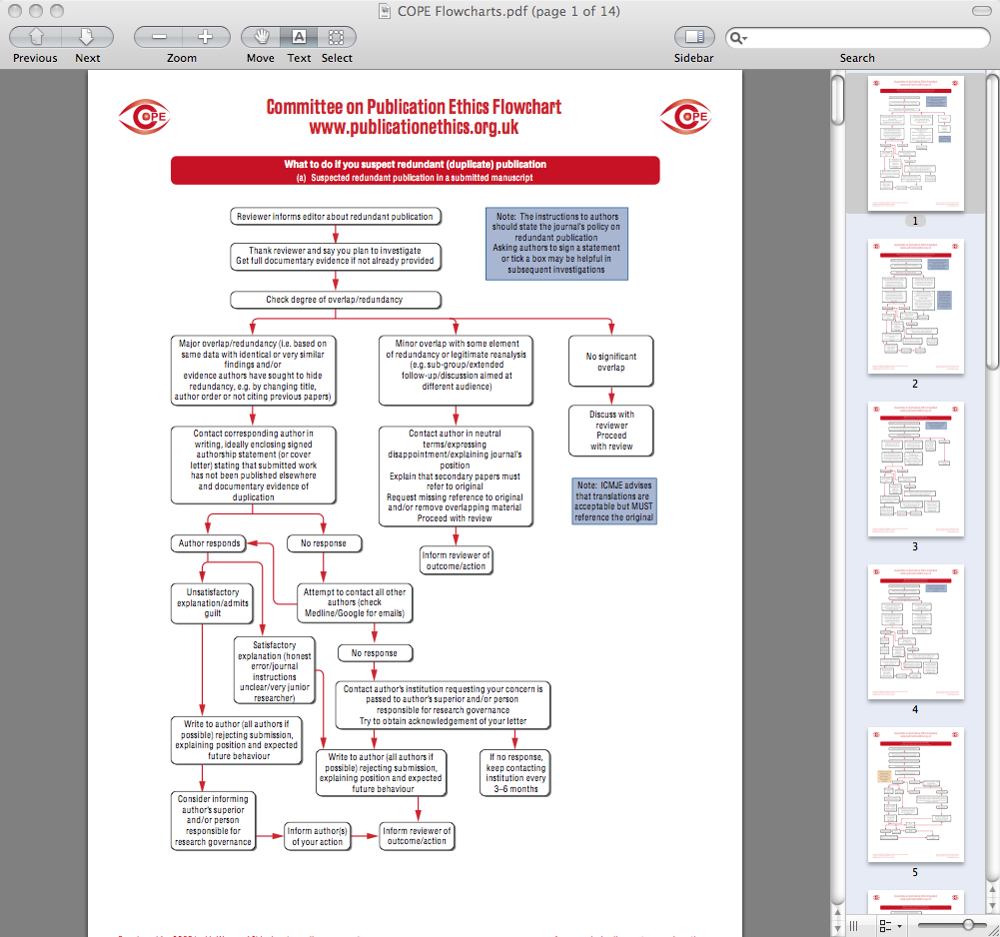 COPE Flowcharts.pdf (page 1 of 14)
Previous Next Zoom Move Text Select Sidebar Search
COPE
Committee on Publication Ethics Flowchart
www.publicationethics.org.uk
COPE
What to do if you suspect redundant (duplicate) publication
(a) Suspected redundant publication in a submitted manuscript
Reviewer informs editor about redundant publication
Thank reviewer and say you plan to investigate
Get full documentary evidence if not already provided
Note: The instructions to authors
should state the journal's policy on
redundant publication
Asking authors to sign a statement
or tick a box may be helpful in
subsequent investigations
Check degree of overlap/redundancy
Major overlap/redundancy (i.e. based on
same data with identical or very similar
findings and/or
evidence authors have sought to hide
redundancy, e.g. by changing title,
author order or not citing previous papers)
Minor overlap with some element
of redundancy or legitimate reanalysis
(e.g. sub-group/extended
follow-up/discussion aimed at
different audience)
No significant
overlap
Discuss with
reviewer
Proceed
with review
Contact corresponding author in
writing, ideally enclosing signed
authorship statement (or cover
letter) stating that submitted work
has not been published elsewhere
and documentary evidence of
duplication
Contact author in neutral
terms/expressing
disappointment/explaining journal's
position
Explain that secondary papers must
refer to original
Request missing reference to original
and/or remove overlapping material
Proceed with review
Note: ICMJE advises
that translations are
acceptable but MUST
reference the original
Author responds
No response
Inform reviewer of
outcome/action
Unsatisfactory
explanation/admits
guilt
Attempt to contact all other
authors (check
Medline/Google for emails)
Satisfactory
explanation (honest
error/journal
instructions
unclear/very junior
researcher)
No response
Contact author's institution requesting your concern is
passed to author's superior and/or person
responsible for research governance
Try to obtain acknowledgement of your letter
Write to author (all authors if
possible) rejecting submission,
explaining position and expected
future behaviour
Write to author (all authors if
possible) rejecting submission,
explaining position and expected
future behaviour
If no response,
keep contacting
institution every
3–6 months
Consider informing
author's superior
and/or person
responsible for
research governance
Inform author(s)
of your action
Inform reviewer of
outcome/action
1
2
3
4
5